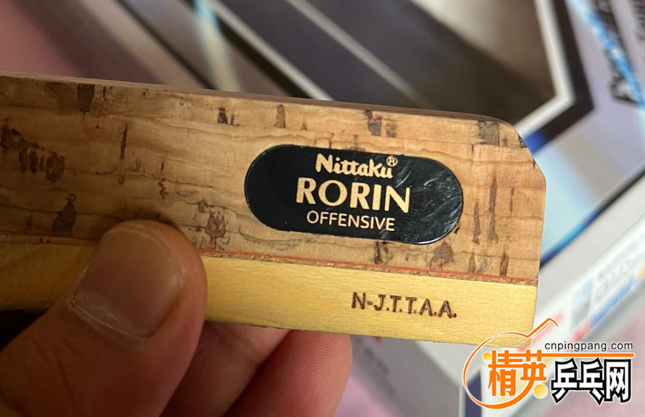 Nittaku®
RORIN
OFFENSIVE
N-J.T.T.A.A.
cnpingpang.com
精英乒乓网